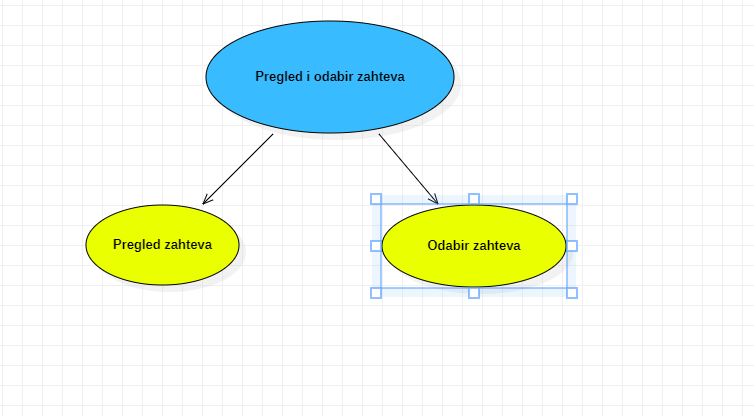 Pregled i odabir zahteva
Pregled zahteva
Odabir zahteva